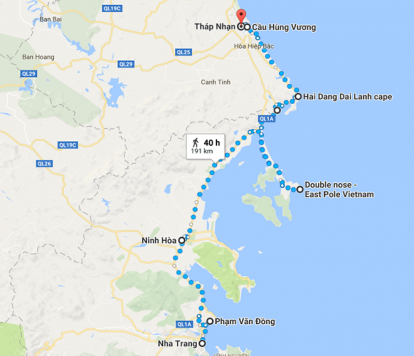 QL19C
QL19C
Ban Bai
Tháp Nhạn
Cầu Hùng Vương
Hòa Hiệp Bắc
QL25
Ban Hoang
QL29
QL29
Canh Tinh
Hai Dang Dai Lanh cape
QL1A
40 h
191 km
QL26
Double nose -
East Pole Vietnam
Ninh Hòa
Phạm Văn Đồng
QL1A
Nha Trang